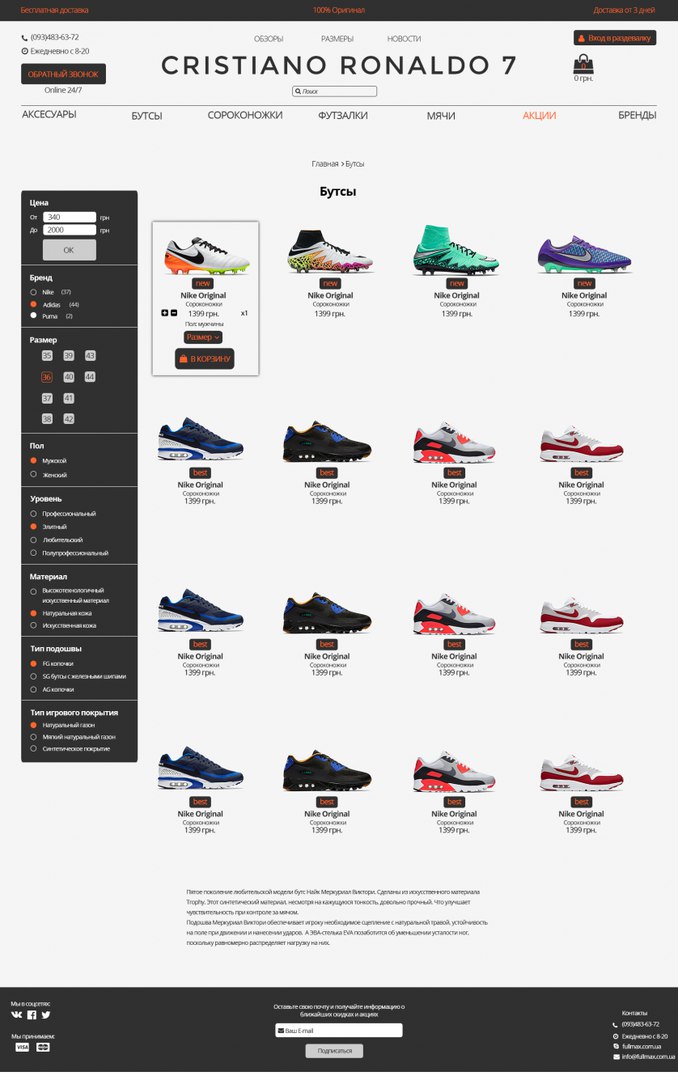 Бесплатная доставка
100% Оригинал
Доставка от 3 дней
(093)483-63-72
ОБЗОРЫ
РАЗМЕРЫ
НОВОСТИ
Вход в раздевалку
Ежедневно с 8-20
CRISTIANO RONALDO 7
0
ОБРАТНЫЙ ЗВОНОК
0 грн.
Online 24/7
Поиск
АКСЕСУАРЫ
БУТСЫ
СОРОКОНОЖКИ
ФУТЗАЛКИ
МЯЧИ
АКЦИИ
БРЕНДЫ
Главная > Бутсы
Бутсы
Цена
От 340 грн
До 2000 грн
ОК
Бренд
Nike (37)
Adidas (44)
Puma (2)
Размер
35 39 43
36 40 44
37 41
38 42
Пол
Мужской
Женский
Уровень
Профессиональный
Элитный
Любительский
Полупрофессиональный
Материал
Высокотехнологичный
искусственный материал
Натуральная кожа
Искусственная кожа
Тип подошвы
FG копочки
SG бутсы с железными шипами
AG копочки
Тип игрового покрытия
Натуральный газон
Мягкий натуральный газон
Синтетическое покрытие
new
Nike Original
Сороконожки
1399 грн.
x1
Пол: мужчины
Размер
В КОРЗИНУ
new
Nike Original
Сороконожки
1399 грн.
new
Nike Original
Сороконожки
1399 грн.
new
Nike Original
Сороконожки
1399 грн.
best
Nike Original
Сороконожки
1399 грн.
best
Nike Original
Сороконожки
1399 грн.
best
Nike Original
Сороконожки
1399 грн.
best
Nike Original
Сороконожки
1399 грн.
best
Nike Original
Сороконожки
1399 грн.
best
Nike Original
Сороконожки
1399 грн.
best
Nike Original
Сороконожки
1399 грн.
best
Nike Original
Сороконожки
1399 грн.
best
Nike Original
Сороконожки
1399 грн.
best
Nike Original
Сороконожки
1399 грн.
best
Nike Original
Сороконожки
1399 грн.
best
Nike Original
Сороконожки
1399 грн.
Пятое поколение любительской модели бутс Найк Меркуриал Виктори. Сделаны из искусственного материала
Trophy. Этот синтетический материал, несмотря на кажущуюся тонкость, довольно прочный. Что улучшает
чувствительность при контроле за мячом.
Подошва Меркуриал Виктори обеспечивает игроку необходимое сцепление с натуральной травой, устойчивость
на поле при движении и нанесении ударов. А ЭВА-стелька EVA позаботится об уменьшении усталости ног,
поскольку равномерно распределяет нагрузку на них.
Мы в соцсетях:
Мы принимаем:
VISA
Оставьте свою почту и получайте информацию о
ближайших скидках и акциях
Ваш E-mail
Подписаться
Контакты
(093)483-63-72
Ежедневно с 8-20
fullmax.com.ua
info@fullmax.com.ua